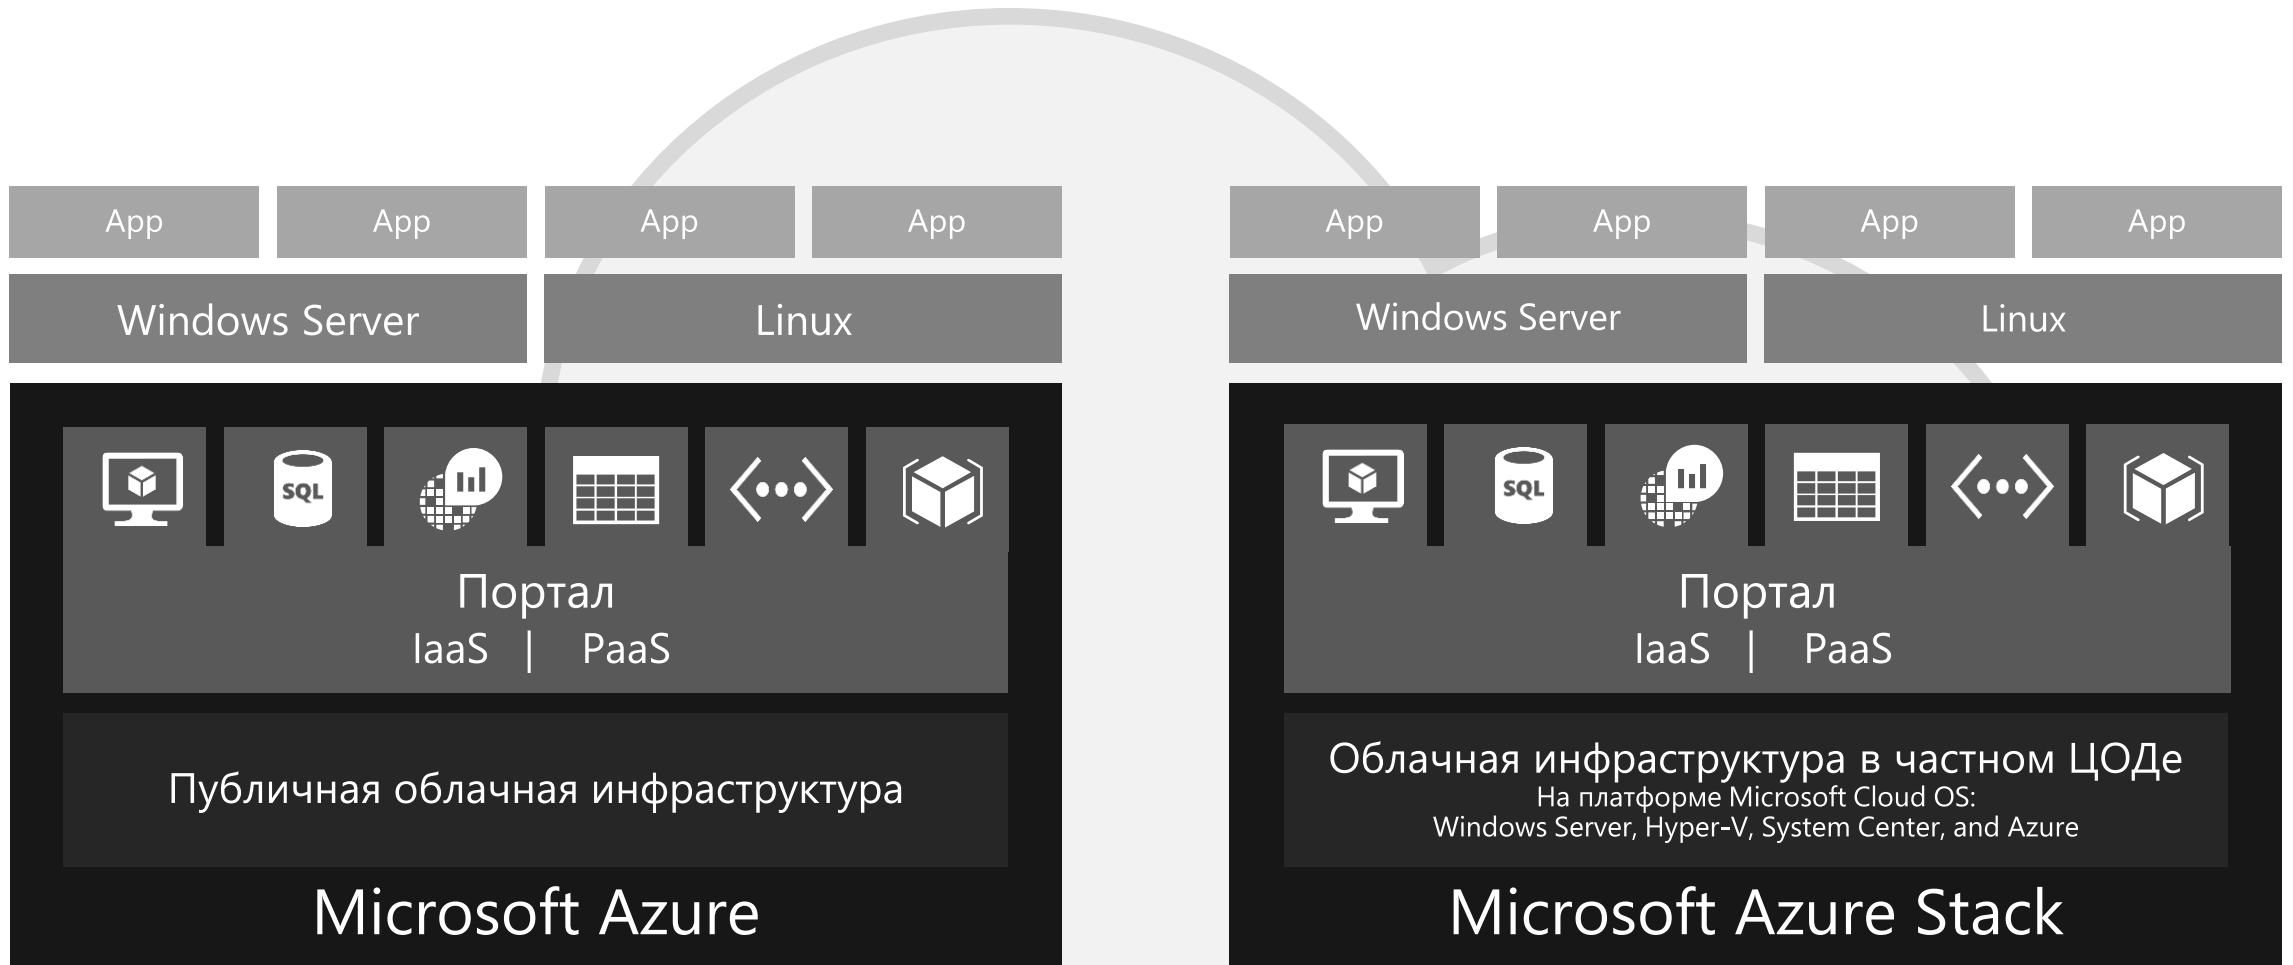 App App App App
Windows Server Linux
SQL
Портал
IaaS | PaaS
Публичная облачная инфраструктура
Microsoft Azure
App App App App
Windows Server Linux
SQL
Портал
IaaS | PaaS
Облачная инфраструктура в частном ЦОДе
На платформе Microsoft Cloud OS:
Windows Server, Hyper-V, System Center, and Azure
Microsoft Azure Stack